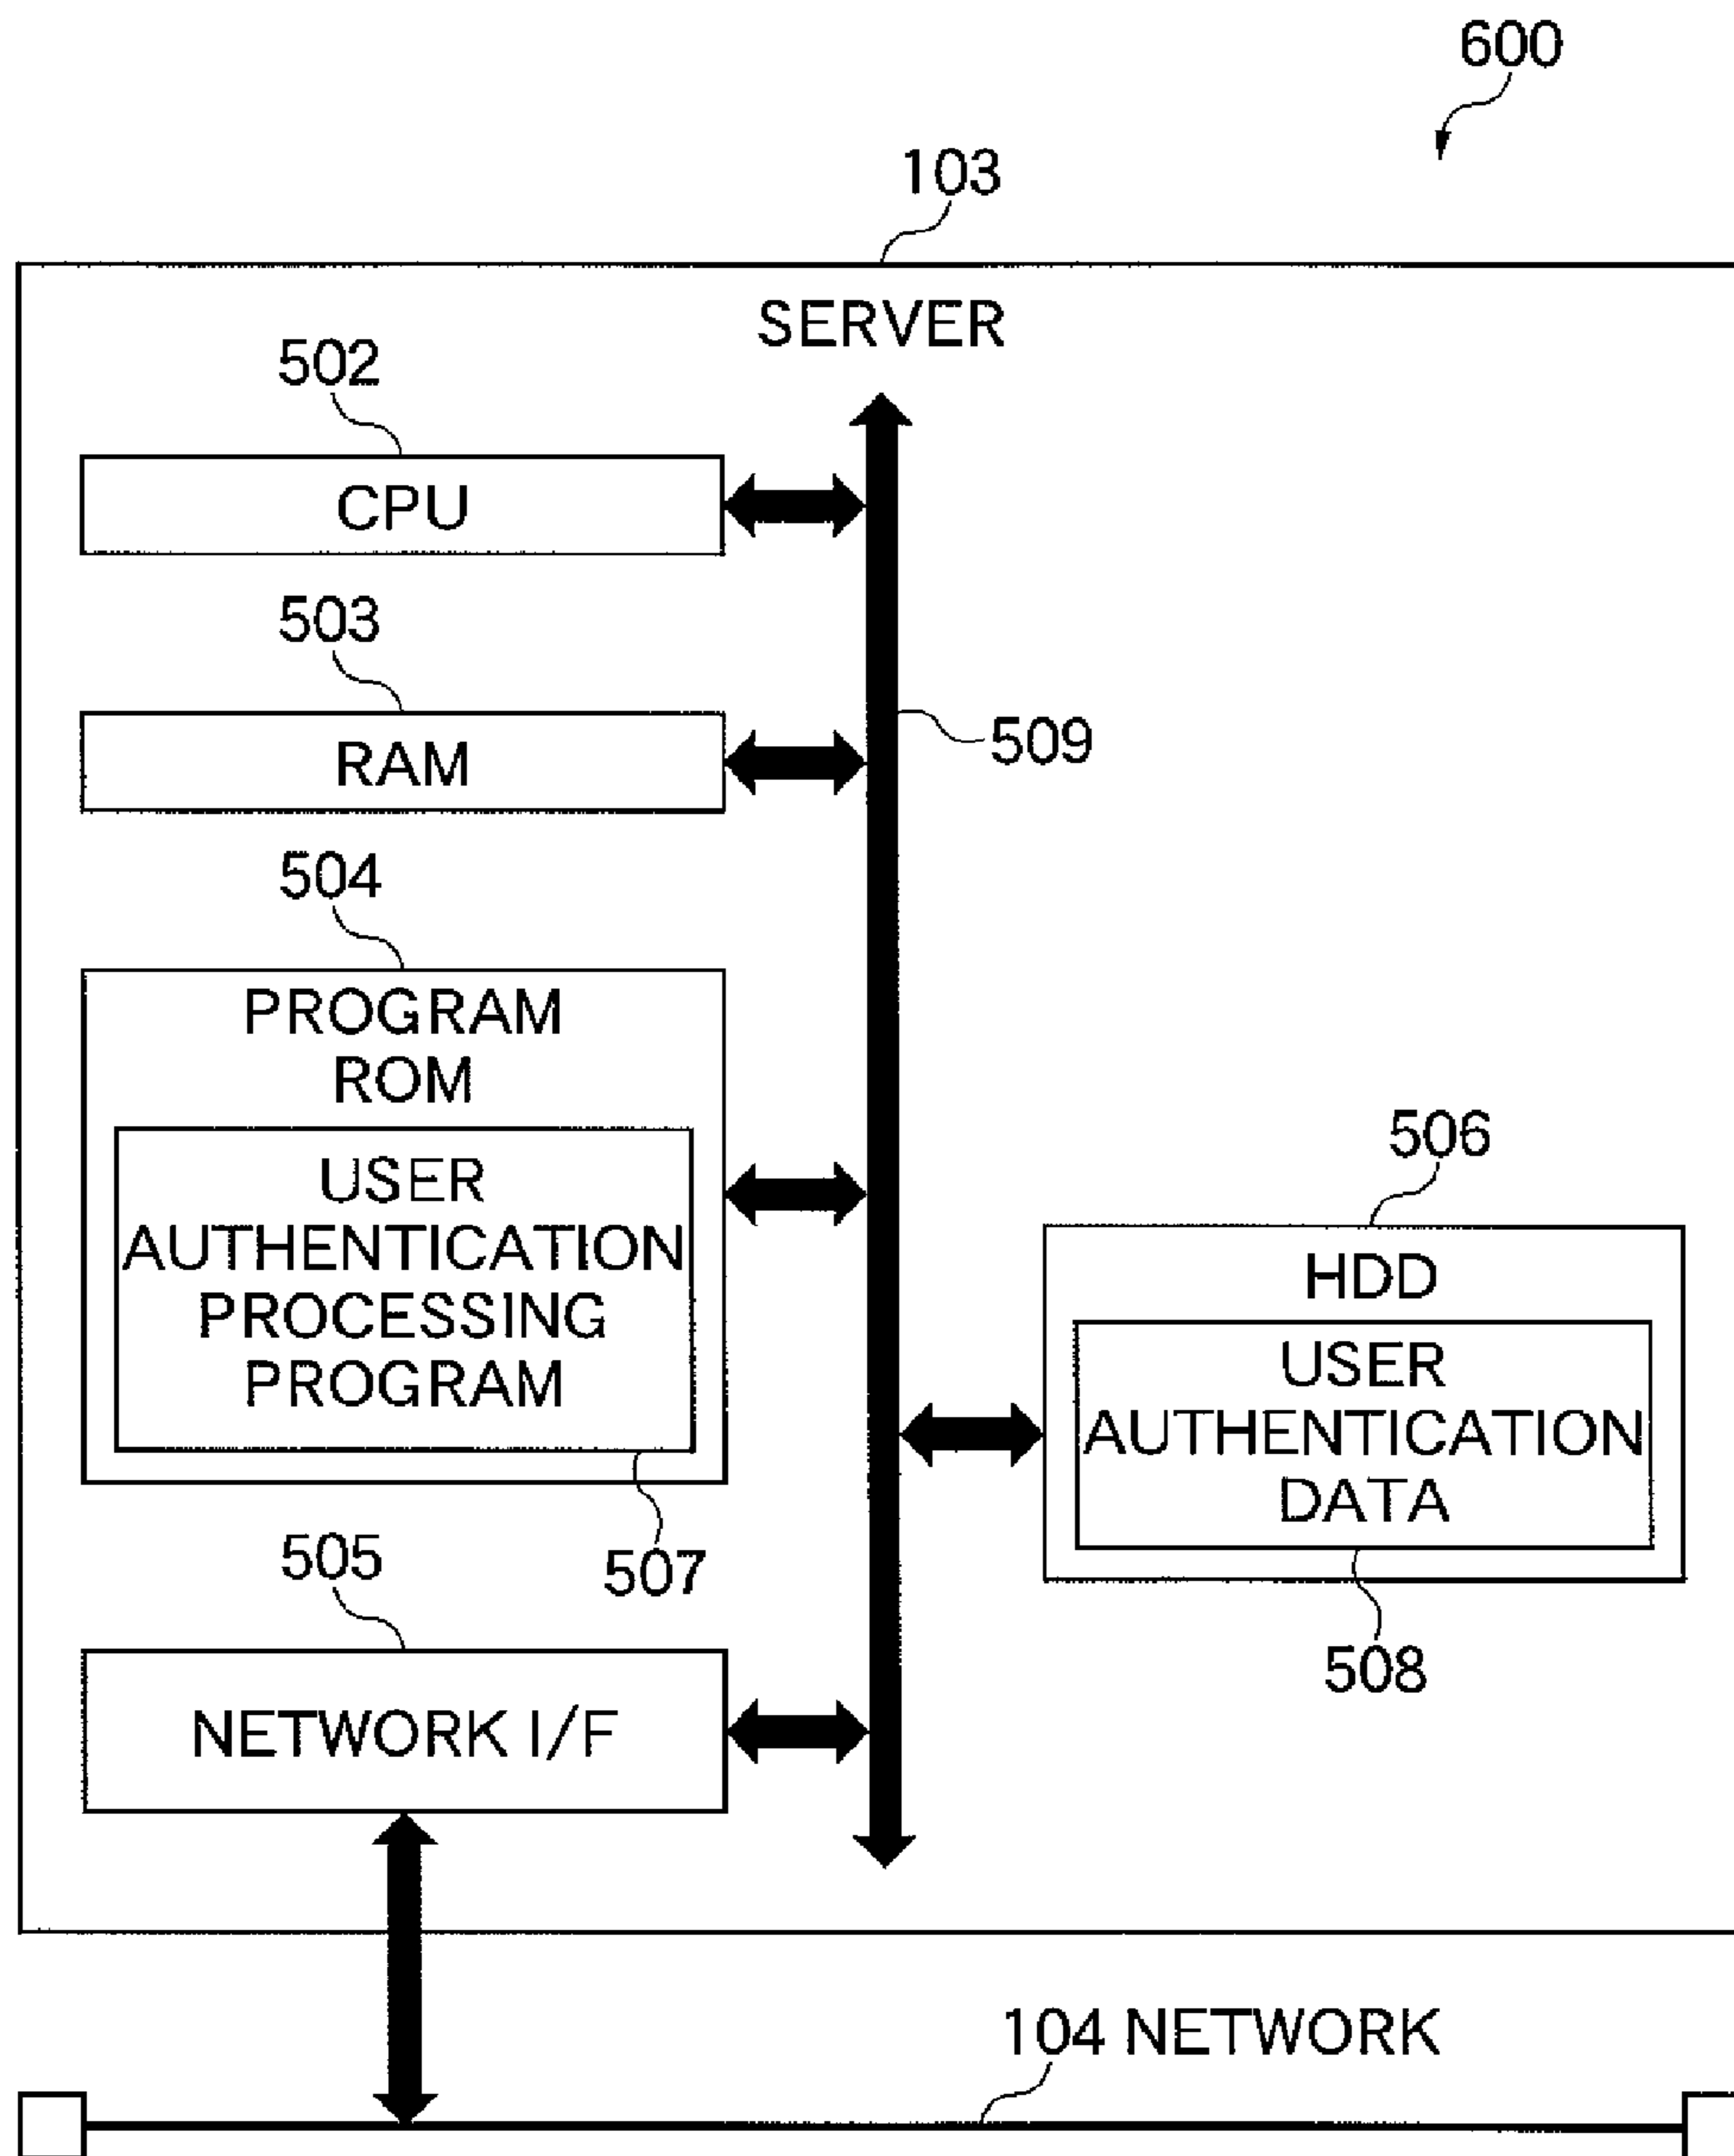 600
103
SERVER
502
CPU
503
RAM
509
504
PROGRAM
ROM
USER
AUTHENTICATION
PROCESSING
PROGRAM
507
506
HDD
USER
AUTHENTICATION
DATA
508
505
NETWORK I/F
104 NETWORK